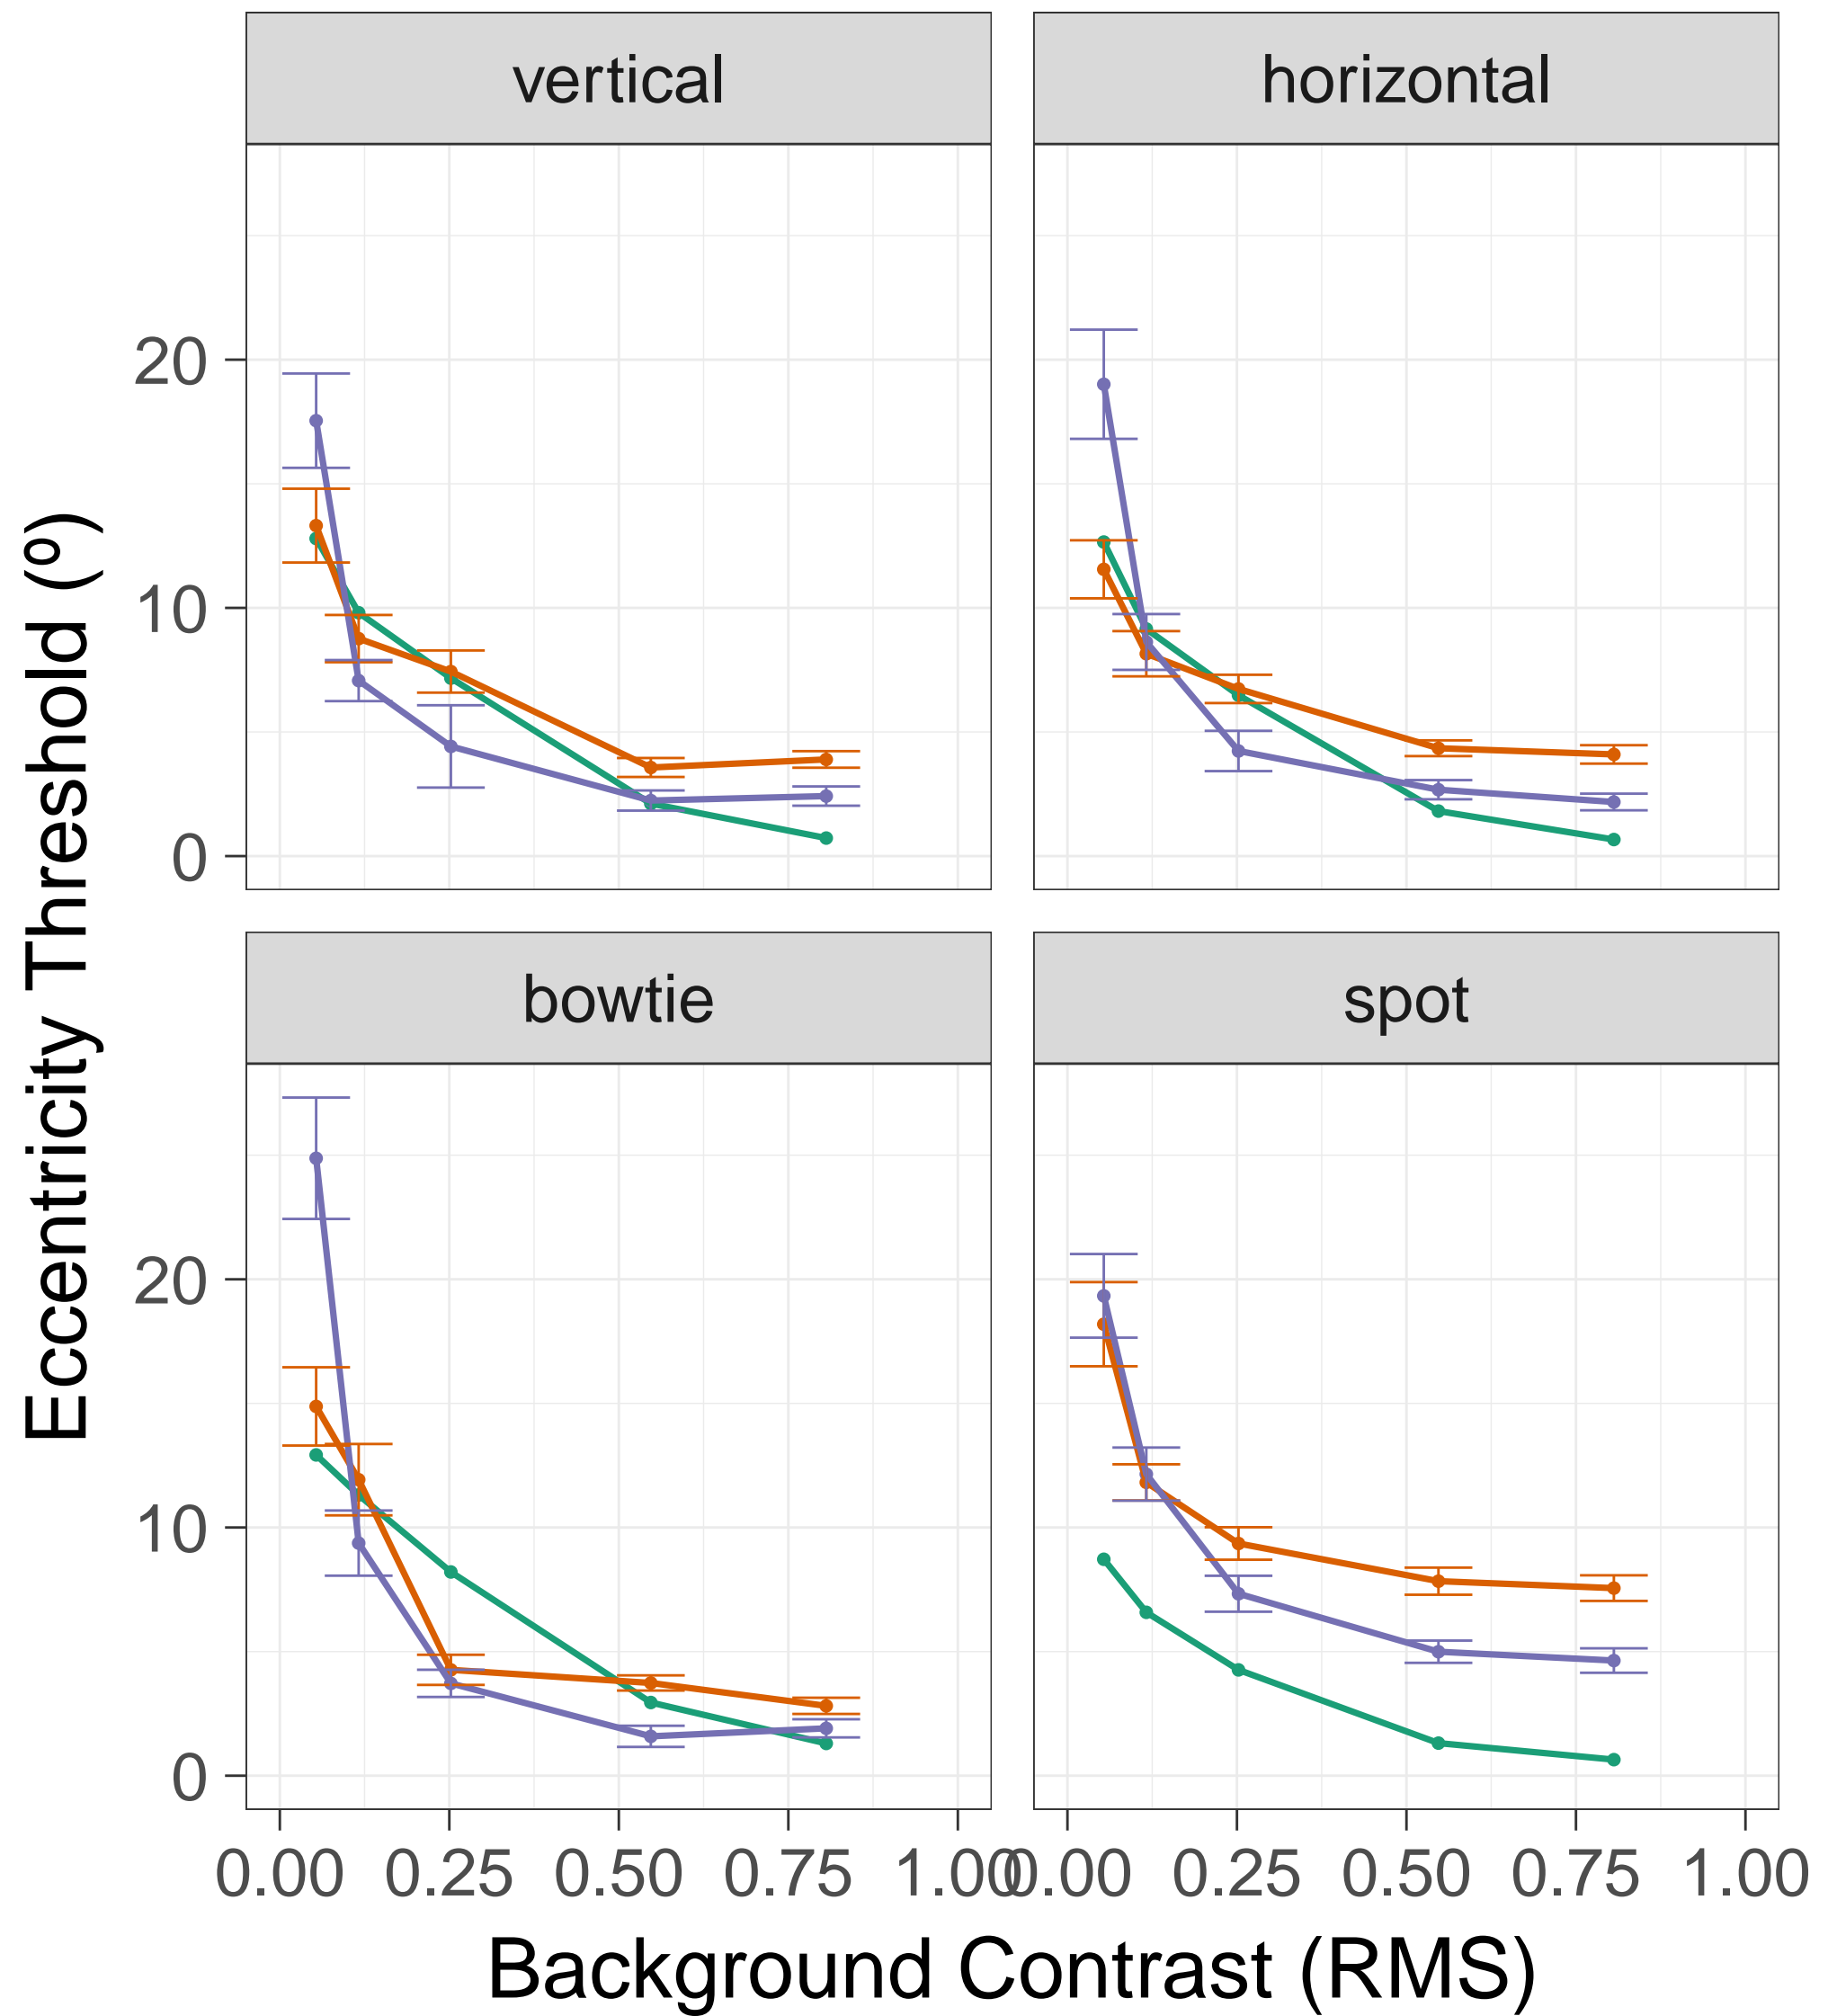 vertical horizontal
20
10
0
bowtie spot
20
10
0
0.00 0.25 0.50 0.75 1.00 0.00 0.25 0.50 0.75 1.00
Background Contrast (RMS)
Eccentricity Threshold (º)